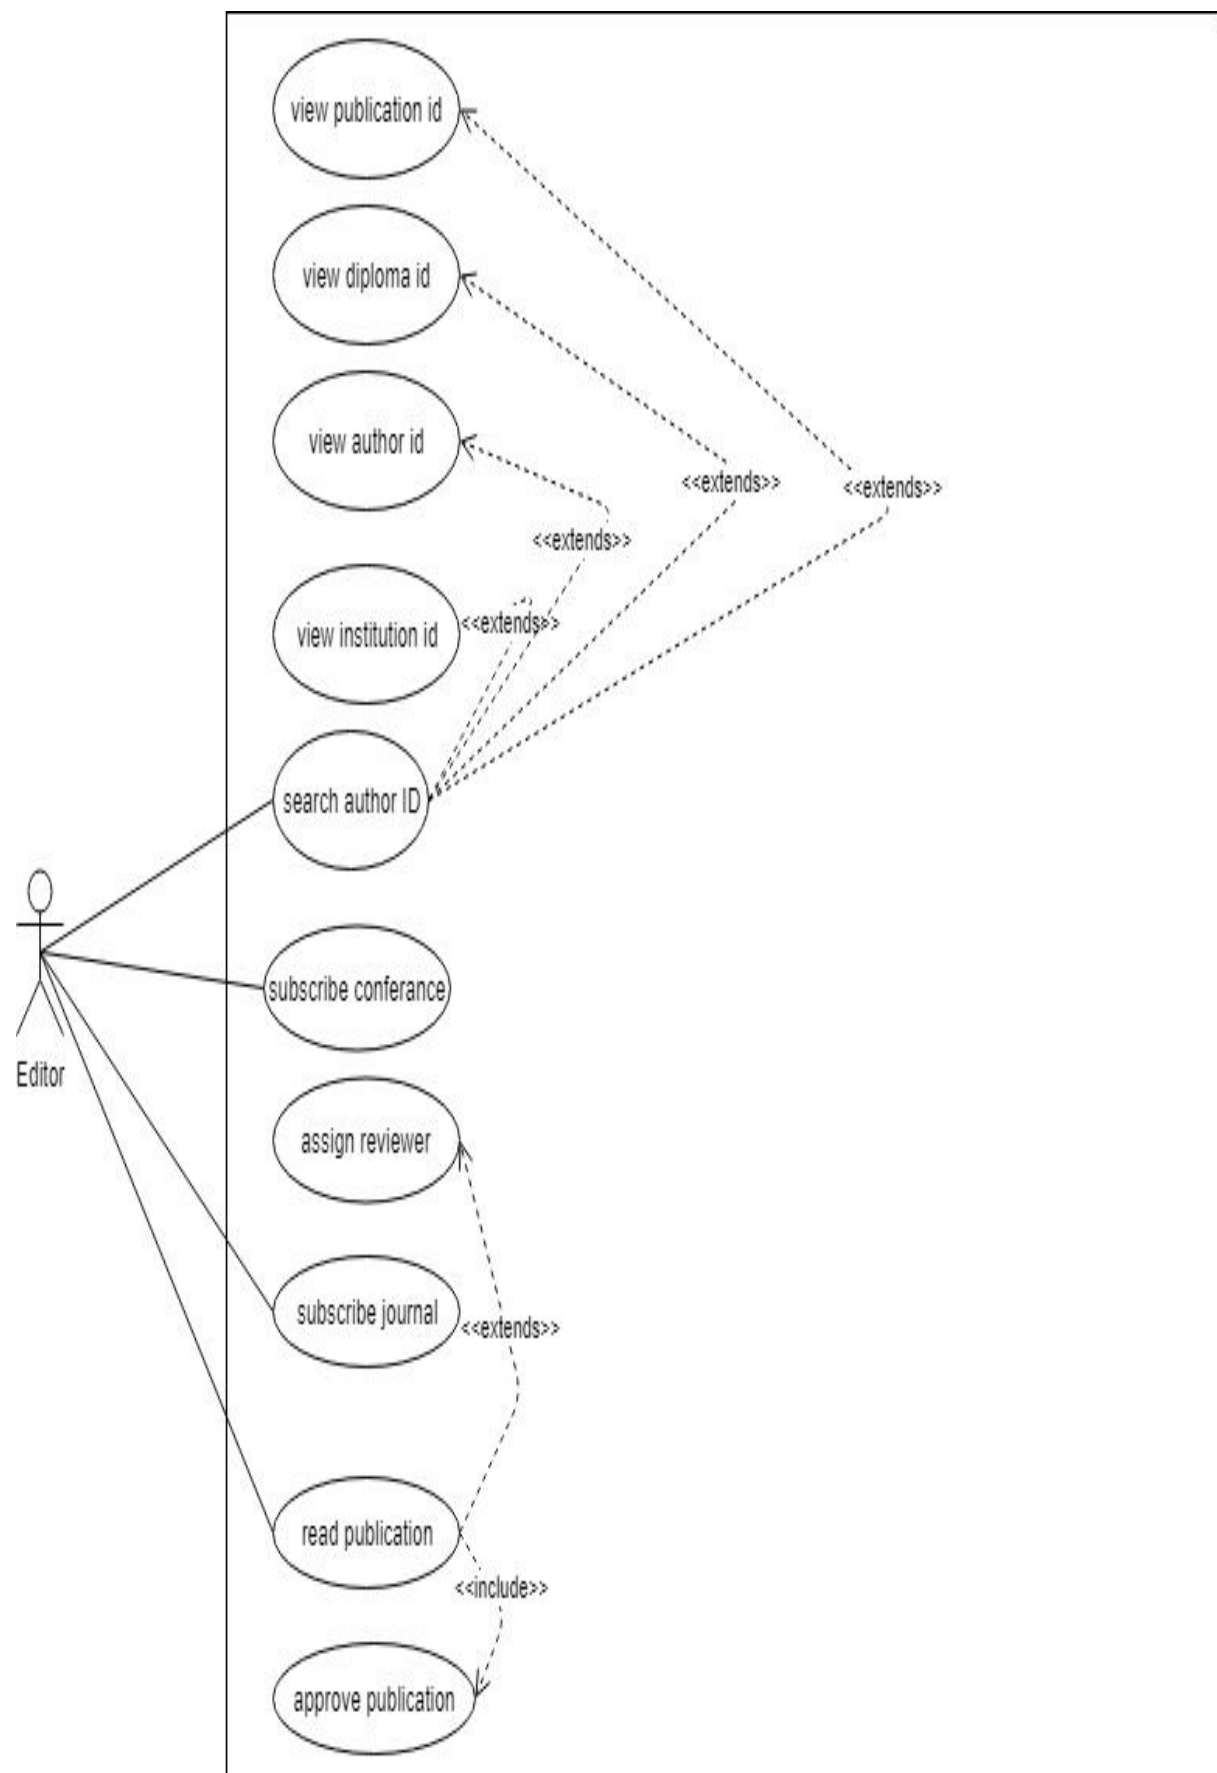 view publication id
view diploma id
view author id
<<extends>>
<<extends>>
<<extends>>
<<extends>>
view institution id
search author ID
subscribe conferance
Editor
assign reviewer
subscribe journal
<<extends>>
read publication
<<include>>
approve publication